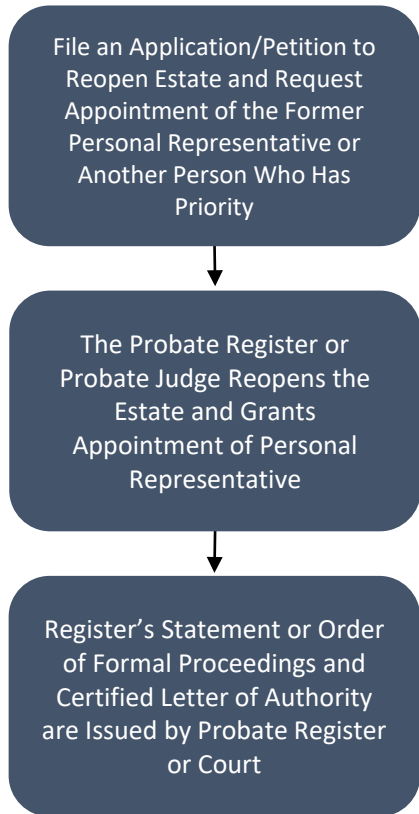 File an Application/Petition to
Reopen Estate and Request
Appointment of the Former
Personal Representative or
Another Person Who Has
Priority
The Probate Register or
Probate Judge Reopens the
Estate and Grants
Appointment of Personal
Representative
Register’s Statement or Order
of Formal Proceedings and
Certified Letter of Authority
are Issued by Probate Register
or Court